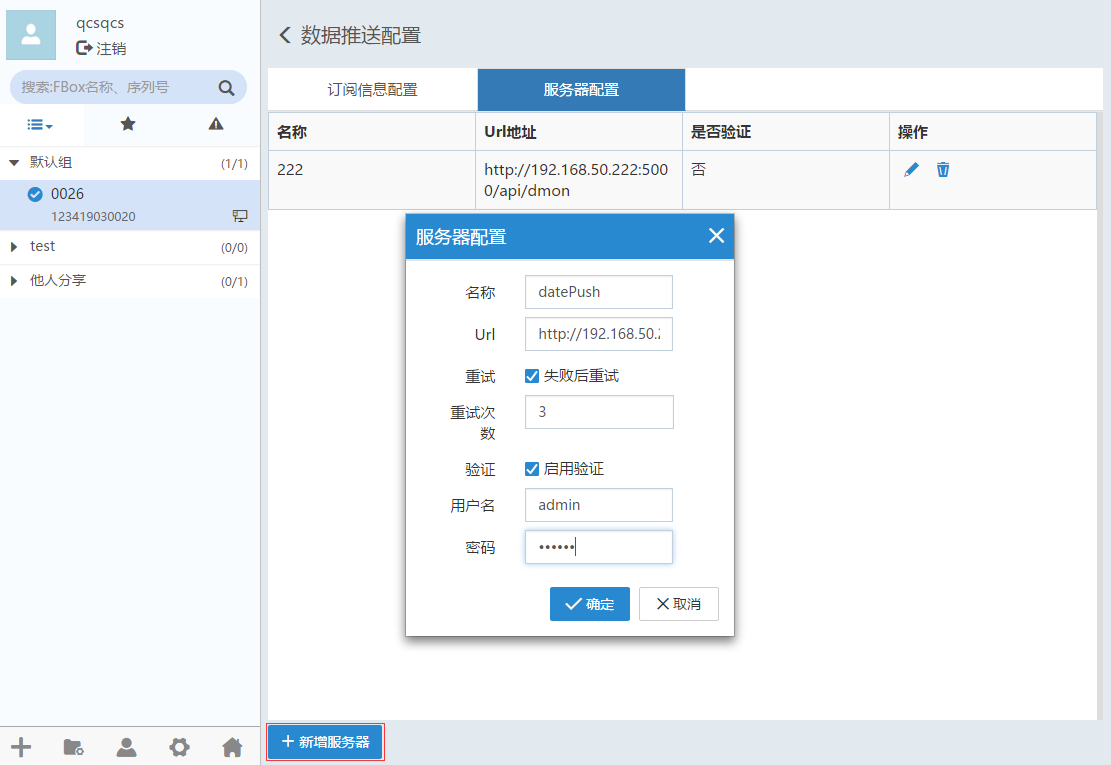 qcsqcs
注销
搜索:FBox名称、序列号
默认组 (1/1)
0026
123419030020
test (0/0)
他人分享 (0/1)
数据推送配置
订阅信息配置 服务器配置
名称 Url地址 是否验证 操作
222 http://192.168.50.222:500 否
0/api/dmon
服务器配置
名称 datePush
Url http://192.168.50.
重试 失败后重试
重试次 3
数
验证 启用验证
用户名 admin
密码 ••••••
确定 取消
新增服务器